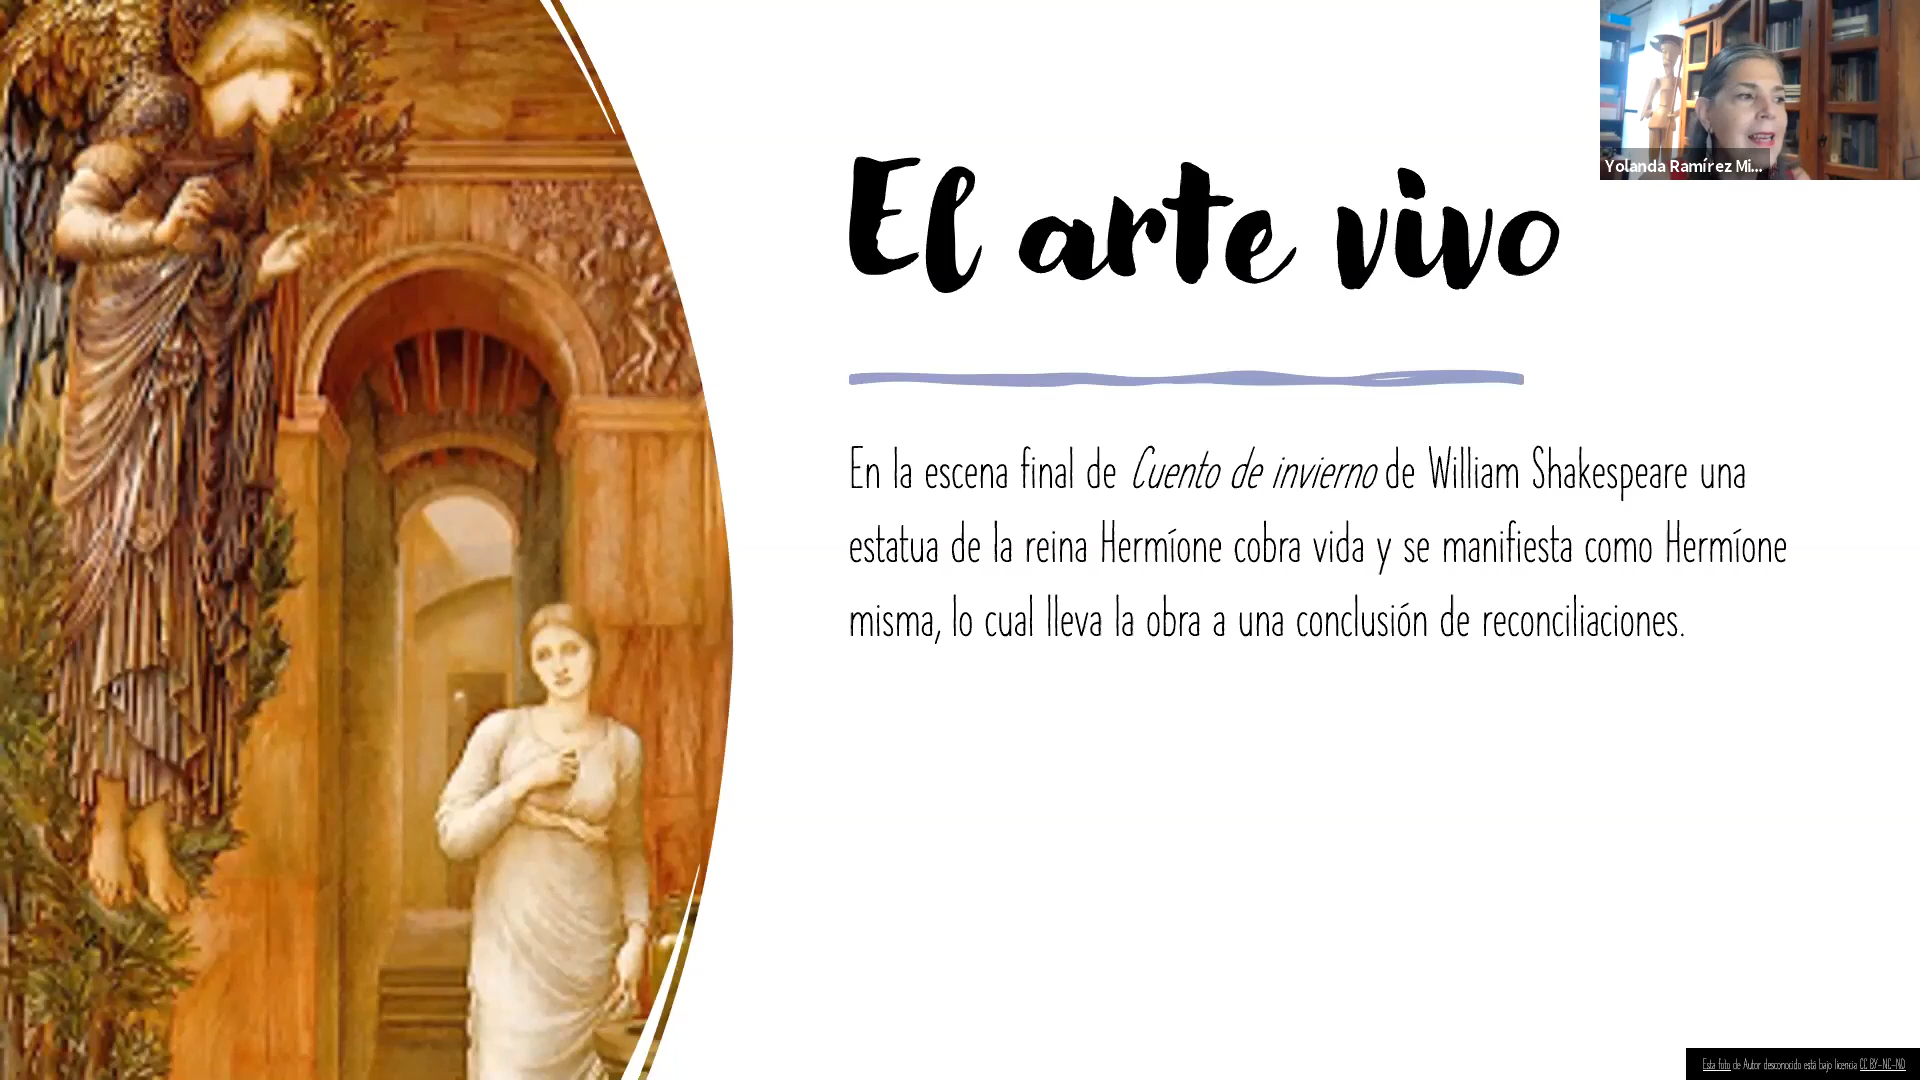 El arte vivo
En la escena final de Cuento de invierno de William Shakespeare una
estatua de la reina Hermíone cobra vida y se manifiesta como Hermíone
misma, lo cual lleva la obra a una conclusión de reconciliaciones.
Yolanda Ramírez Mi...
Esta foto de Autor desconocido está bajo licencia CC BY-NC-ND